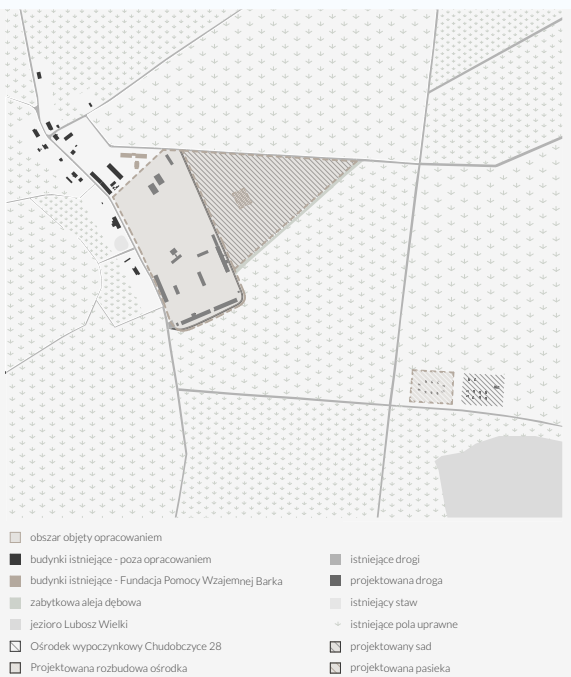 obszar objęty opracowaniem
budynki istniejące - poza opracowaniem
budynki istniejące - Fundacja Pomocy Wzajemnej Barka
zabytkowa aleja dębowa
jezioro Lubosz Wielki
Ośrodek wypoczynkowy Chudobczyce 28
Projektowana rozbudowa ośrodka
istniejące drogi
projektowana droga
istniejący staw
istniejące pola uprawne
projektowany sad
projektowana pasieka